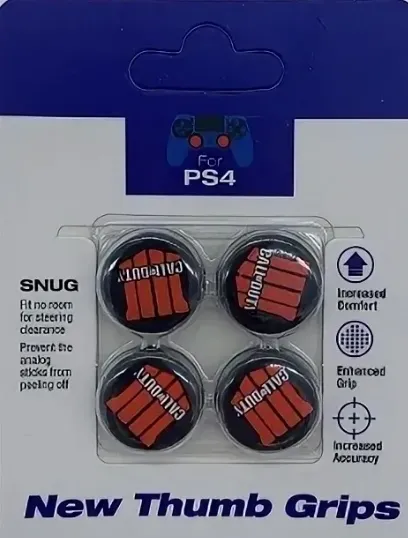 For
PS4
SNUG
Fit no room
for steering
clearance
Prevent the
analog
sticks from
peeling off
CALL OF DUTY
CALL OF DUTY
CALL OF DUTY
CALL OF DUTY
Increased
Comfort
Enhanced
Grip
Increased
Accuracy
New Thumb Grips